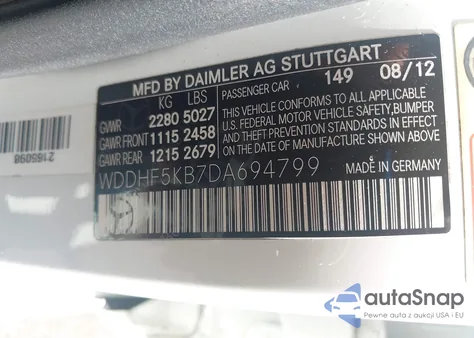 MFD BY DAIMLER AG STUTTGART
KG LBS PASSENGER CAR 149 08/12
GVWR 2280 5027
GAWR FRONT 1115 2458
GAWR REAR 1215 2679
THIS VEHICLE CONFORMS TO ALL APPLICABLE
U.S. FEDERAL MOTOR VEHICLE SAFETY, BUMPER
AND THEFT PREVENTION STANDARDS IN EFFECT ON THE
DATE OF MANUFACTURE SHOWN ABOVE.
WDDHF5KB7DA694799
MADE IN GERMANY
2165098
autoSnap
Pewne auta z aukcji USA i EU